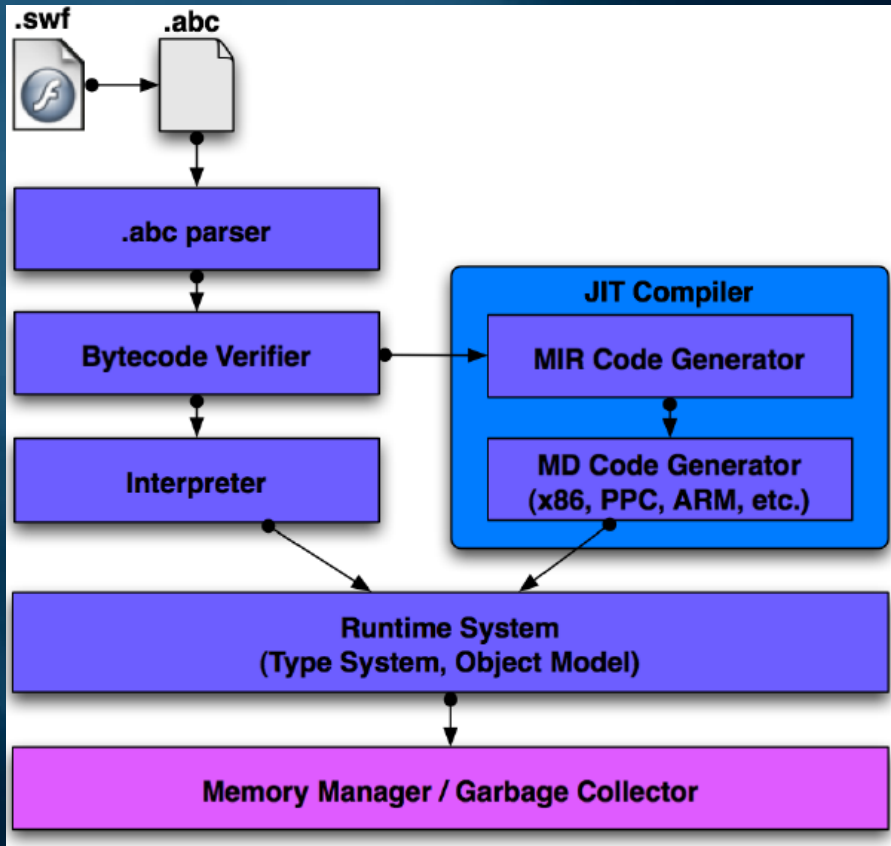 .swf
.abc
.abc parser
JIT Compiler
Bytecode Verifier
MIR Code Generator
Interpreter
MD Code Generator
(x86, PPC, ARM, etc.)
Runtime System
(Type System, Object Model)
Memory Manager / Garbage Collector